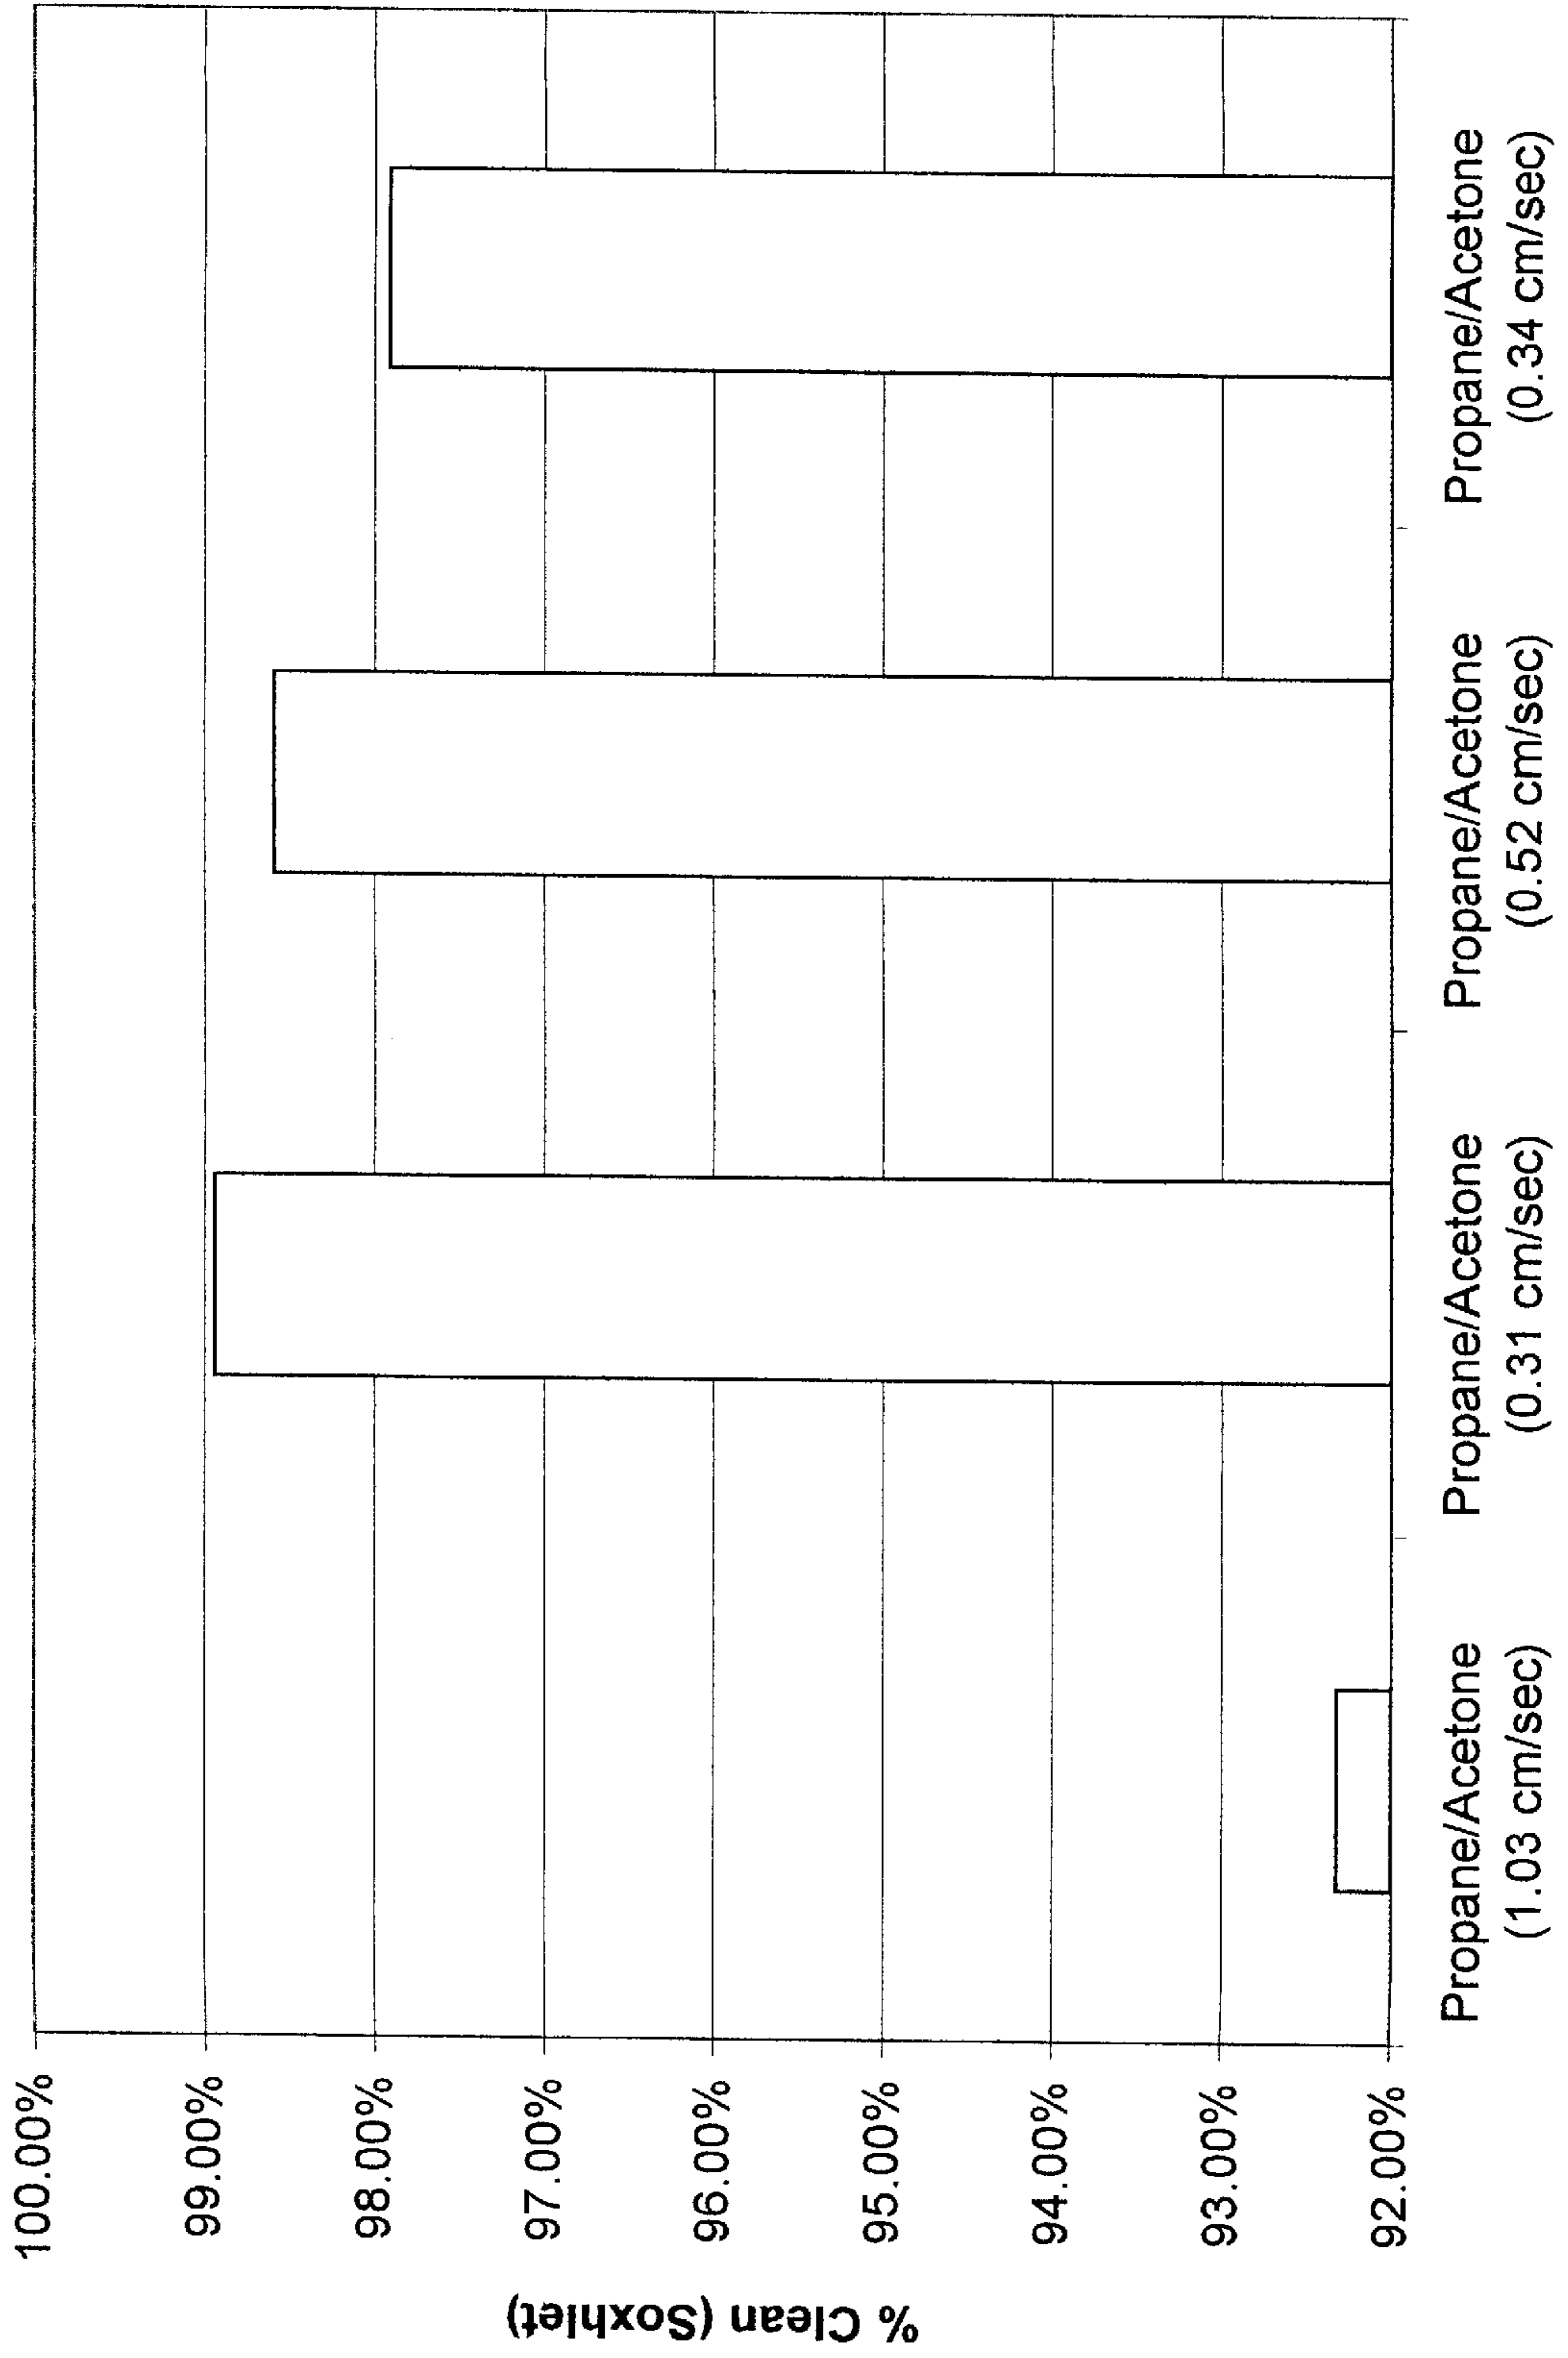 % Clean (Soxhlet)
100.00%
99.00%
98.00%
97.00%
96.00%
95.00%
94.00%
93.00%
92.00%
Propane/Acetone
(1.03 cm/sec)
Propane/Acetone
(0.31 cm/sec)
Propane/Acetone
(0.52 cm/sec)
Propane/Acetone
(0.34 cm/sec)